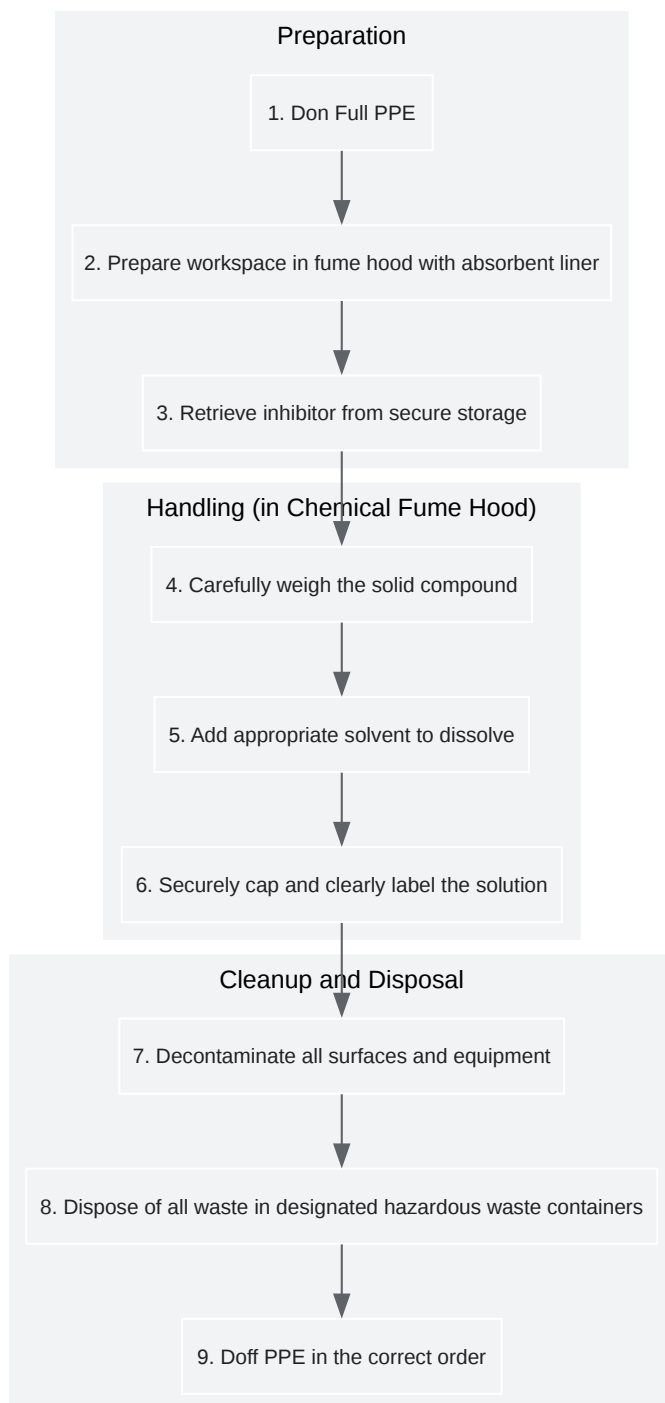 Preparation
1. Don Full PPE
2. Prepare workspace in fume hood with absorbent liner
3. Retrieve inhibitor from secure storage
Handling (in Chemical Fume Hood)
4. Carefully weigh the solid compound
5. Add appropriate solvent to dissolve
6. Securely cap and clearly label the solution
Cleanup and Disposal
7. Decontaminate all surfaces and equipment
8. Dispose of all waste in designated hazardous waste containers
9. Doff PPE in the correct order